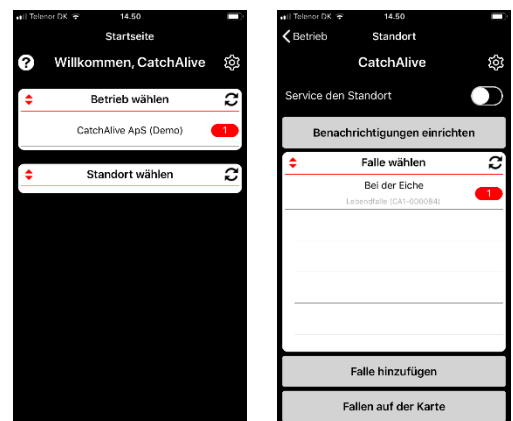 Telenor DK 14.50
Startseite
? Willkommen, CatchAlive
Betrieb wählen
CatchAlive ApS (Demo) 1
Standort wählen
Telenor DK 14.50
Betrieb Standort
CatchAlive
Service den Standort
Benachrichtigungen einrichten
Falle wählen
Bei der Eiche
1
Lebendfalle (CA1-000084)
Falle hinzufügen
Fallen auf der Karte